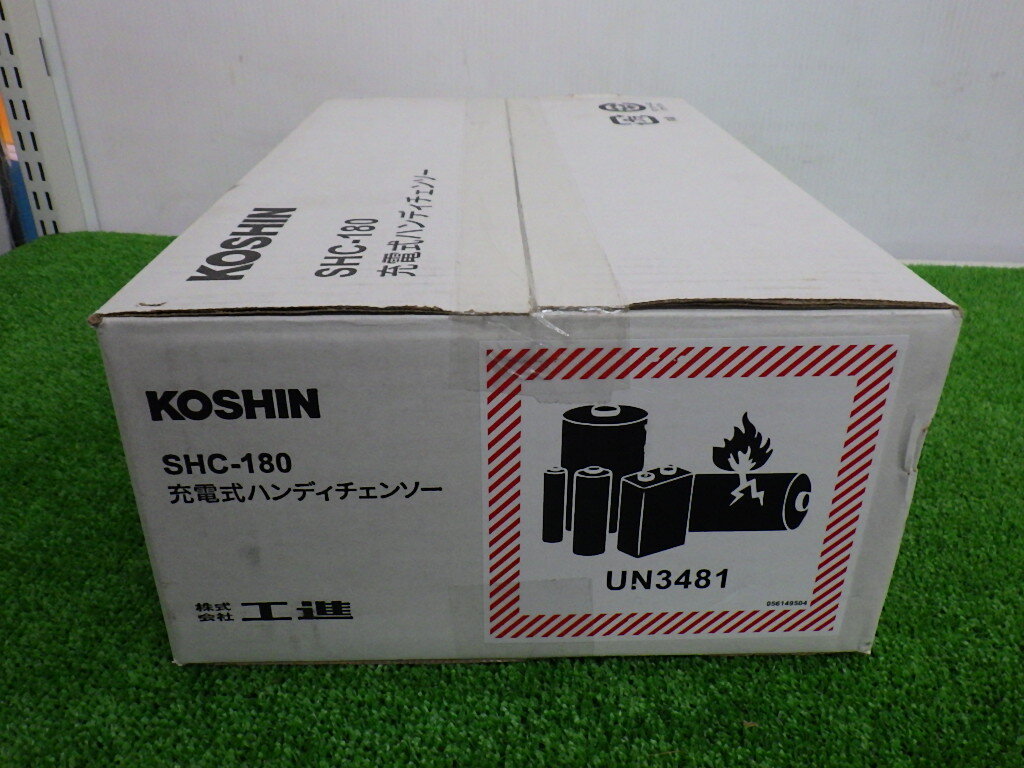 KOSHIN
SHC-180
充電式ハンディチェンソー
KOSHIN
SHC-180
充電式ハンディチェンソー
株式
会社 工進
UN3481
056149504